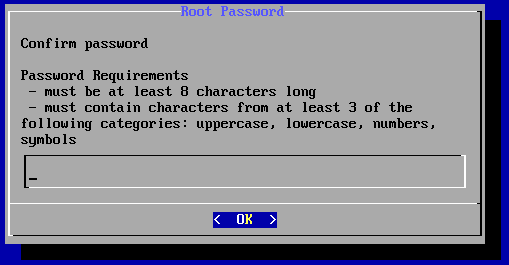 Root Password
Confirm password
Password Requirements
- must be at least 8 characters long
- must contain characters from at least 3 of the
following categories: uppercase, lowercase, numbers,
symbols
< OK >